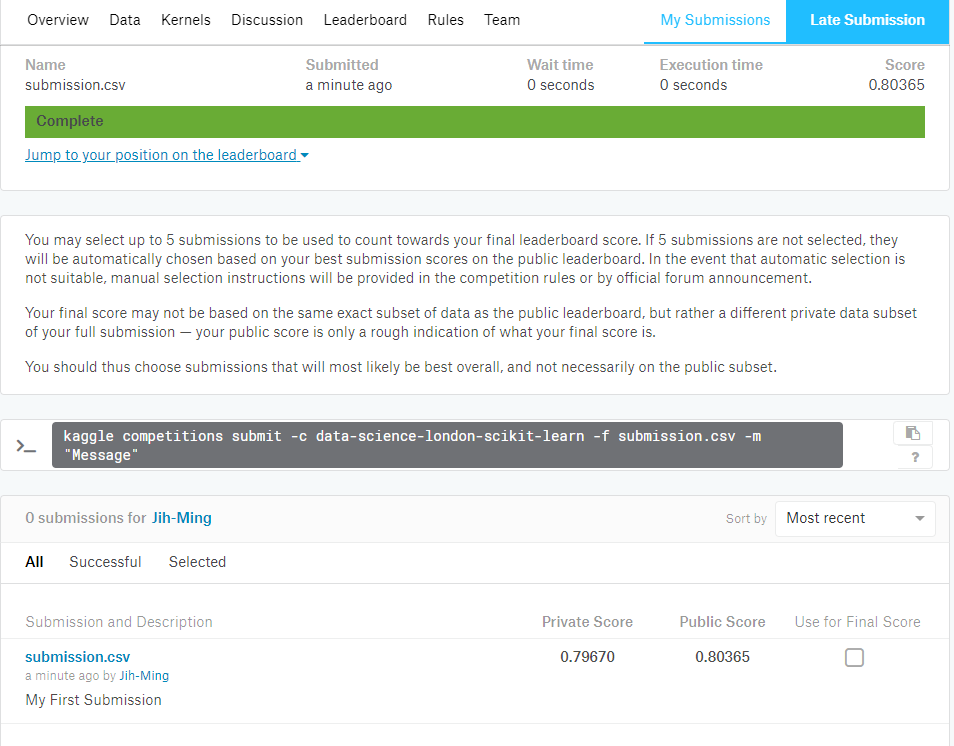 Overview Data Kernels Discussion Leaderboard Rules Team My Submissions Late Submission
Name Submitted Wait time Execution time Score
submission.csv a minute ago 0 seconds 0 seconds 0.80365
Complete
Jump to your position on the leaderboard
You may select up to 5 submissions to be used to count towards your final leaderboard score. If 5 submissions are not selected, they
will be automatically chosen based on your best submission scores on the public leaderboard. In the event that automatic selection is
not suitable, manual selection instructions will be provided in the competition rules or by official forum announcement.
Your final score may not be based on the same exact subset of data as the public leaderboard, but rather a different private data subset
of your full submission — your public score is only a rough indication of what your final score is.
You should thus choose submissions that will most likely be best overall, and not necessarily on the public subset.
>_ kaggle competitions submit -c data-science-london-scikit-learn -f submission.csv -m
"Message"
?
0 submissions for Jih-Ming Sort by Most recent
All Successful Selected
Submission and Description Private Score Public Score Use for Final Score
submission.csv 0.79670 0.80365
a minute ago by Jih-Ming
My First Submission